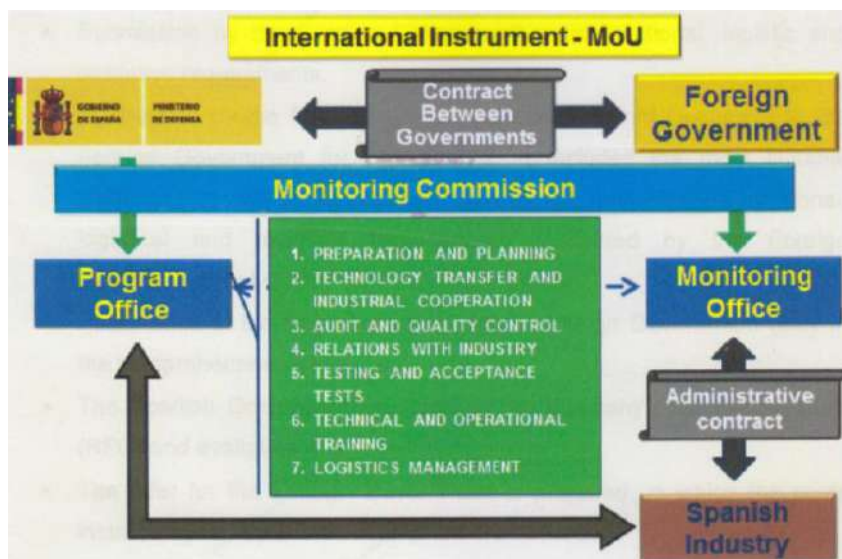 International Instrument - MoU
GOBIERNO
DE ESPAÑA
MINISTERIO
DE DEFENSA
Contract
Between
Governments
Foreign
Government
Monitoring Commission
Program
Office
1. PREPARATION AND PLANNING
2. TECHNOLOGY TRANSFER AND
INDUSTRIAL COOPERATION
3. AUDIT AND QUALITY CONTROL
4. RELATIONS WITH INDUSTRY
5. TESTING AND ACCEPTANCE
TESTS
6. TECHNICAL AND OPERATIONAL
TRAINING
7. LOGISTICS MANAGEMENT
Monitoring
Office
Administrative
contract
Spanish
Industry